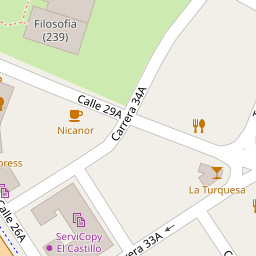 Filosofía
(239)
Calle 29A
Carrera 34A
Nicanor
press
La Turquesa
Calle 26A
ServiCopy
El Castillo
Carrera 33A